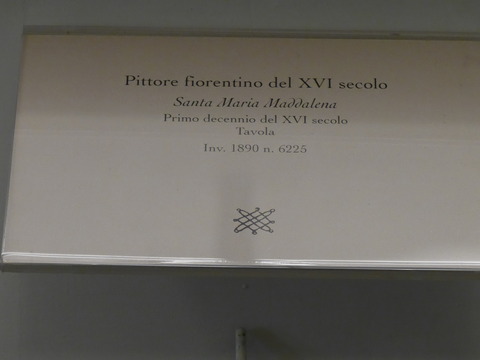 Pittore fiorentino del XVI secolo
Santa Maria Maddalena
Primo decennio del XVI secolo
Tavola
Inv. 1890 n. 6225